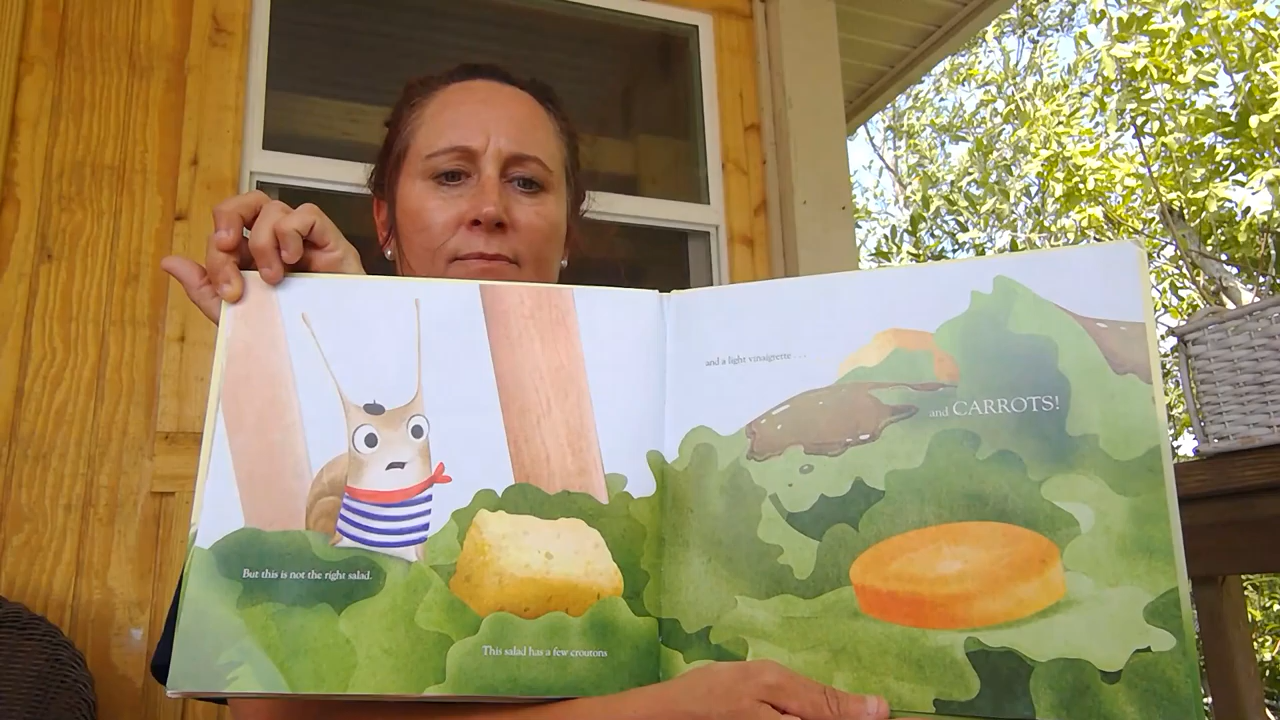 But this is not the right salad.
This salad has a few croutons
and a light vinaigrette . . .
and CARROTS!